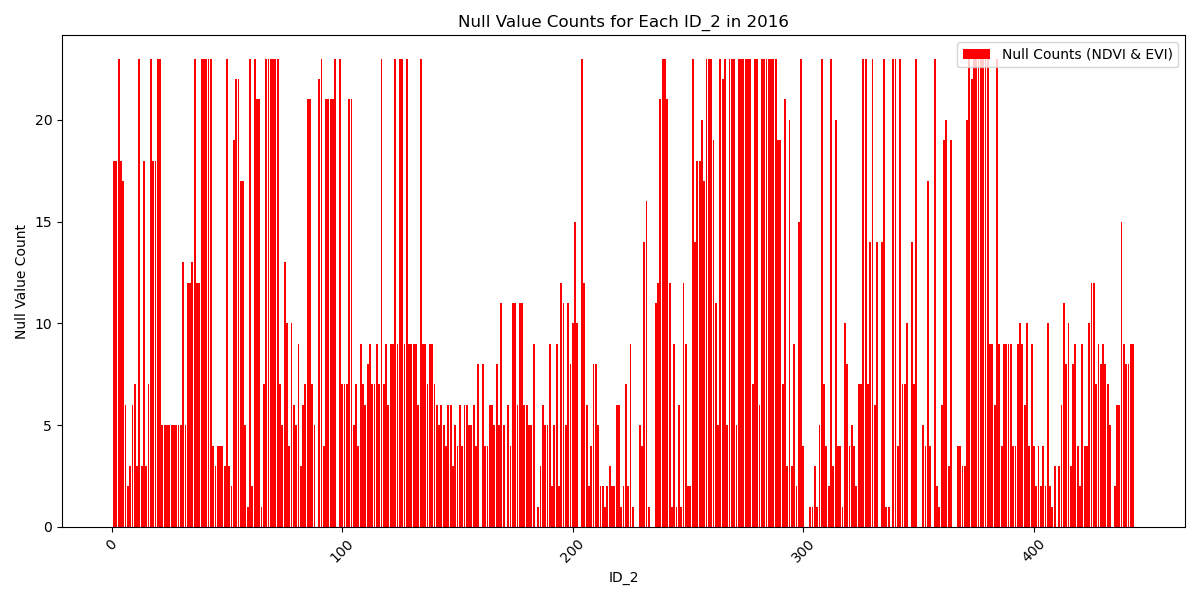 Null Value Counts for Each ID_2 in 2016
Null Counts (NDVI & EVI)
Null Value Count
20
15
10
5
0
0
100
200
300
400
ID_2